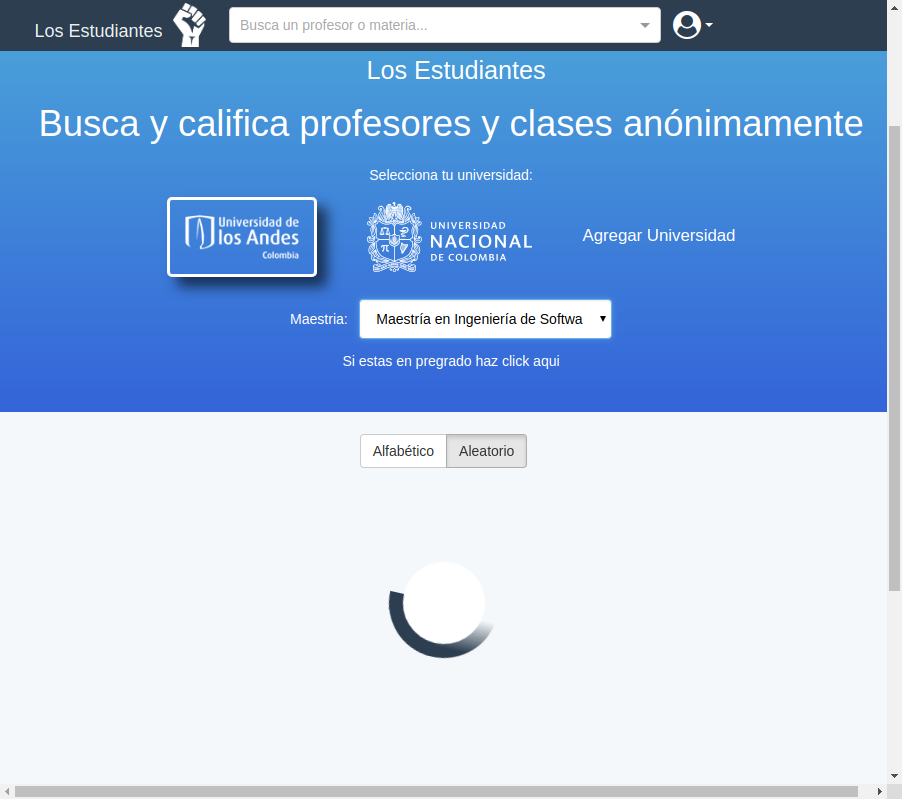 Los Estudiantes
Busca un profesor o materia...
Los Estudiantes
Busca y califica profesores y clases anónimamente
Selecciona tu universidad:
Universidad de
los Andes
Colombia
UNIVERSIDAD
NACIONAL
DE COLOMBIA
Agregar Universidad
Maestria:
Maestría en Ingeniería de Softwa
Si estas en pregrado haz click aqui
Alfabético
Aleatorio